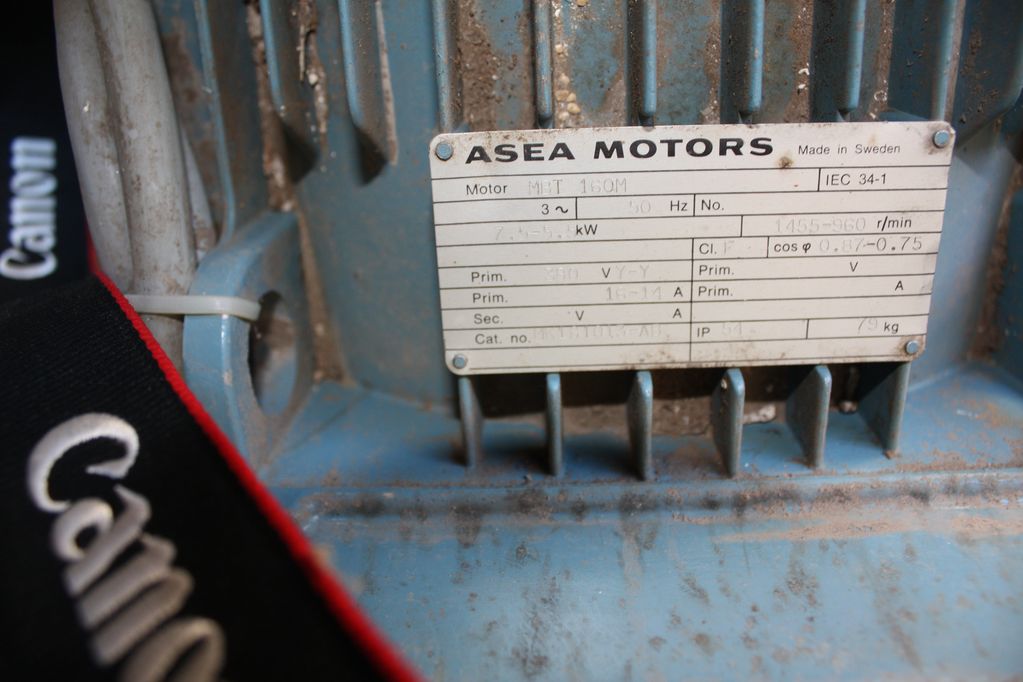 Canon
ASEA MOTORS Made in Sweden
Motor MBT 160M IEC 34-1
3~ 50 Hz No.
7.5-5.5 kW 1455-960 r/min
Cl. F cos φ 0.87-0.75
Prim. 380 V Y-Y Prim. V
Prim. 16-14 A Prim. A
Sec. V A
Cat. no. IP 54 79 kg
Canon